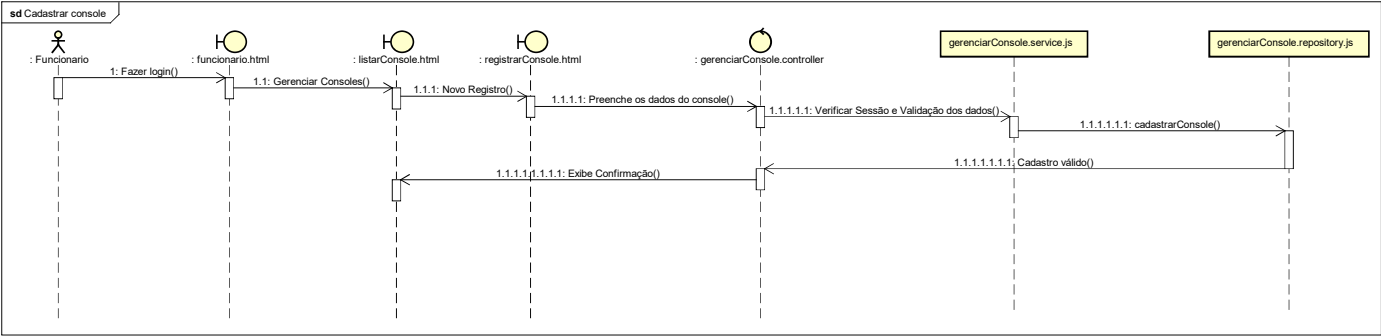 sd Cadastrar console
: Funcionario
: funcionario.html
: listarConsole.html
: registrarConsole.html
: gerenciarConsole.controller
gerenciarConsole.service.js
gerenciarConsole.repository.js
1: Fazer login()
1.1: Gerenciar Consoles()
1.1.1: Novo Registro()
1.1.1.1: Preenche os dados do console()
1.1.1.1.1: Verificar Sessão e Validação dos dados()
1.1.1.1.1.1: cadastrarConsole()
1.1.1.1.1.1.1: Cadastro válido()
1.1.1.1.1.1.1.1: Exibe Confirmação()